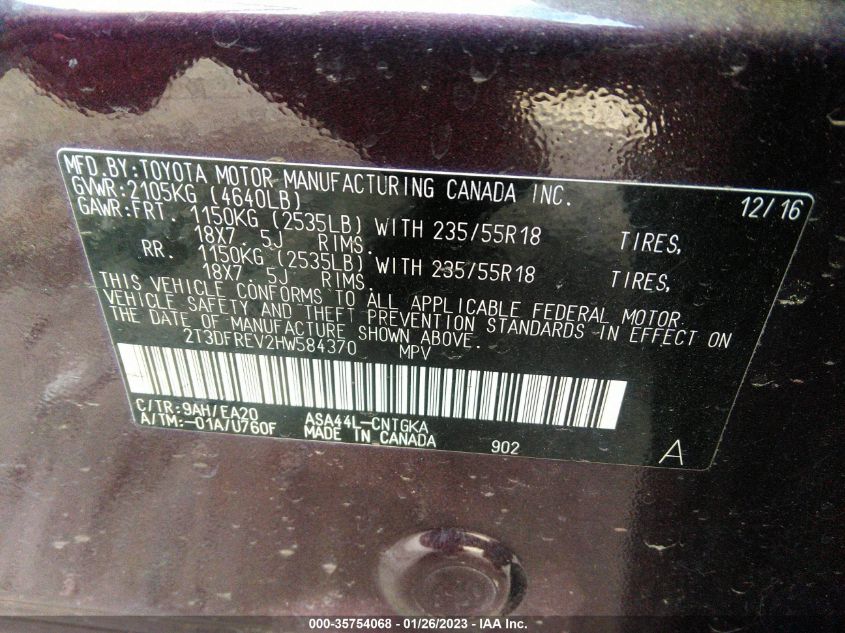 MFD.BY:TOYOTA MOTOR MANUFACTURING CANADA INC.
GVWR:2105KG (4640LB) 12/16
GAWR:FRT. 1150KG (2535LB) WITH 235/55R18 TIRES,
18X7. 5J RIMS.
RR. 1150KG (2535LB) WITH 235/55R18 TIRES,
18X7. 5J RIMS.
THIS VEHICLE CONFORMS TO ALL APPLICABLE FEDERAL MOTOR
VEHICLE SAFETY AND THEFT PREVENTION STANDARDS IN EFFECT ON
THE DATE OF MANUFACTURE SHOWN ABOVE.
2T3DFREV2HW584370 MPV
C/TR:9AH/EA20 ASA44L-CNTGKA
A/TM:-01A/U760F MADE IN CANADA 902 A
000-35754068 - 01/26/2023 - IAA Inc.